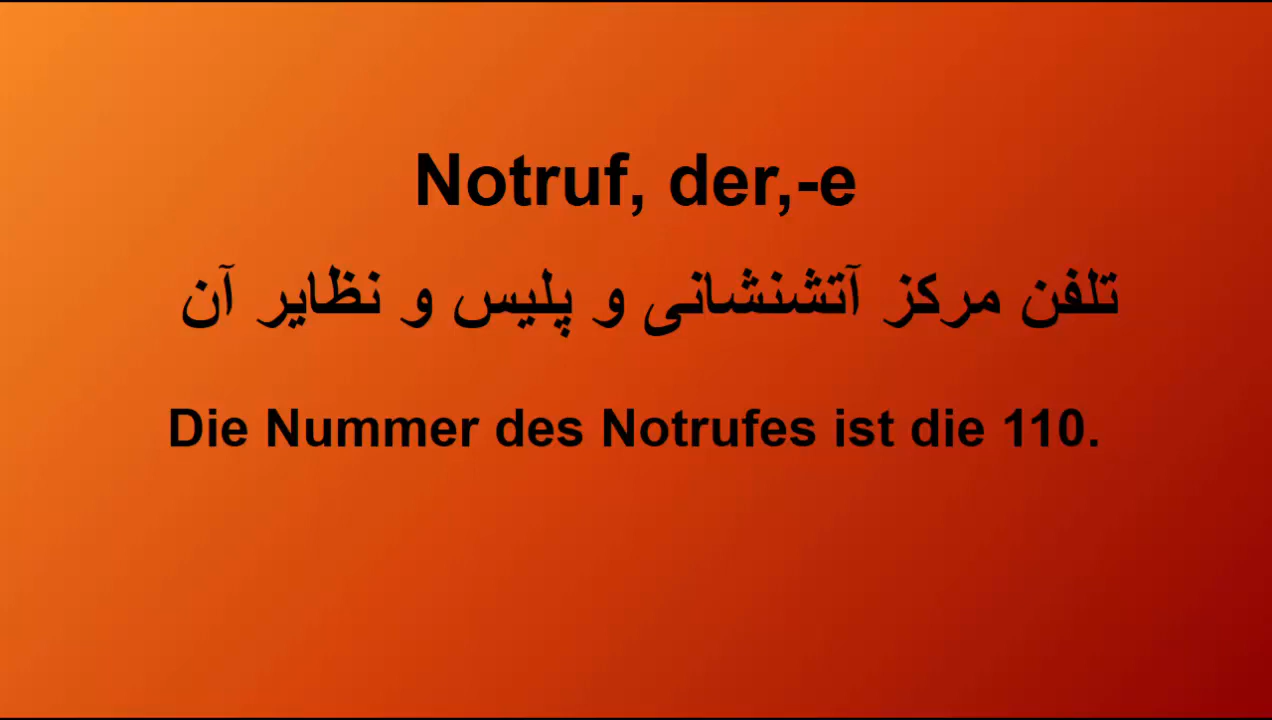 Notruf, der,-e
تلفن مرکز آتشنشانی و پلیس و نظایر آن
Die Nummer des Notrufes ist die 110.